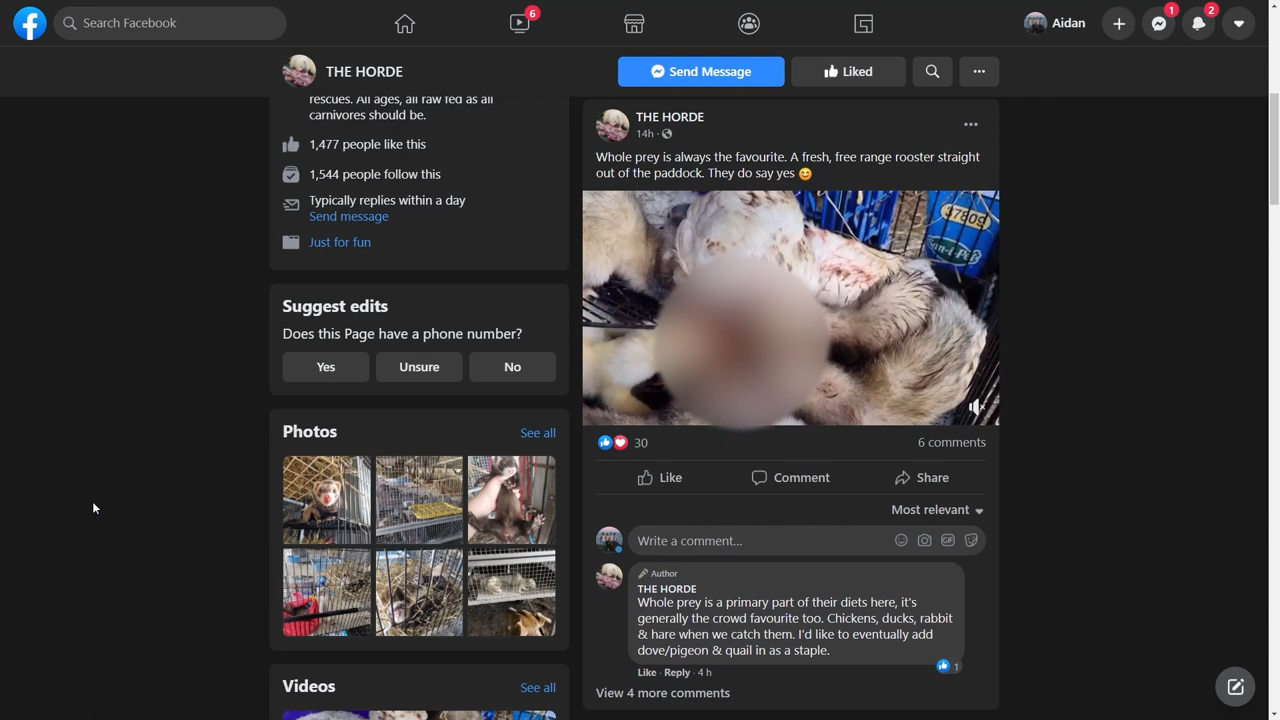 Search Facebook
6
Aidan
1
2
THE HORDE
Send Message
Liked
rescues. All ages, all raw fed as all
carnivores should be.
1,477 people like this
1,544 people follow this
Typically replies within a day
Send message
Just for fun
Suggest edits
Does this Page have a phone number?
Yes
Unsure
No
Photos
See all
Videos
See all
THE HORDE
14h ·
Whole prey is always the favourite. A fresh, free range rooster straight
out of the paddock. They do say yes 😊
37809
30
6 comments
Like
Comment
Share
Most relevant
Write a comment...
Author
THE HORDE
Whole prey is a primary part of their diets here, it's
generally the crowd favourite too. Chickens, ducks, rabbit
& hare when we catch them. I'd like to eventually add
dove/pigeon & quail in as a staple.
1
Like · Reply · 4 h
View 4 more comments